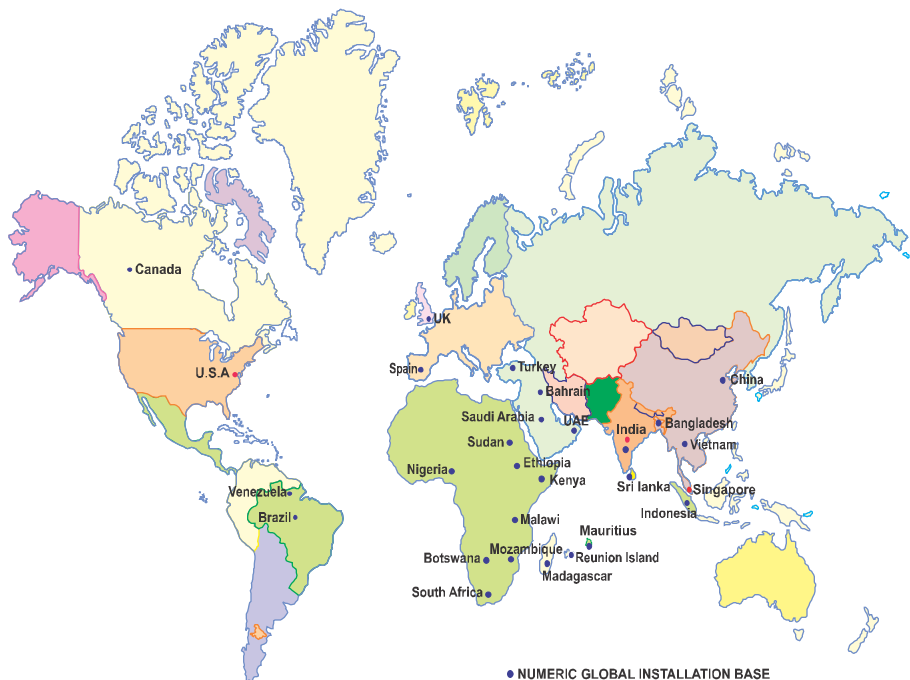 Canada
UK
Spain
Turkey
U.S.A
China
Bahrain
Saudi Arabia
UAE
Bangladesh
India
Sudan
Vietnam
Nigeria
Ethiopia
Kenya
Sri lanka
Singapore
Venezuela
Indonesia
Brazil
Malawi
Mauritius
Mozambique
Botswana
Reunion Island
Madagascar
South Africa
NUMERIC GLOBAL INSTALLATION BASE